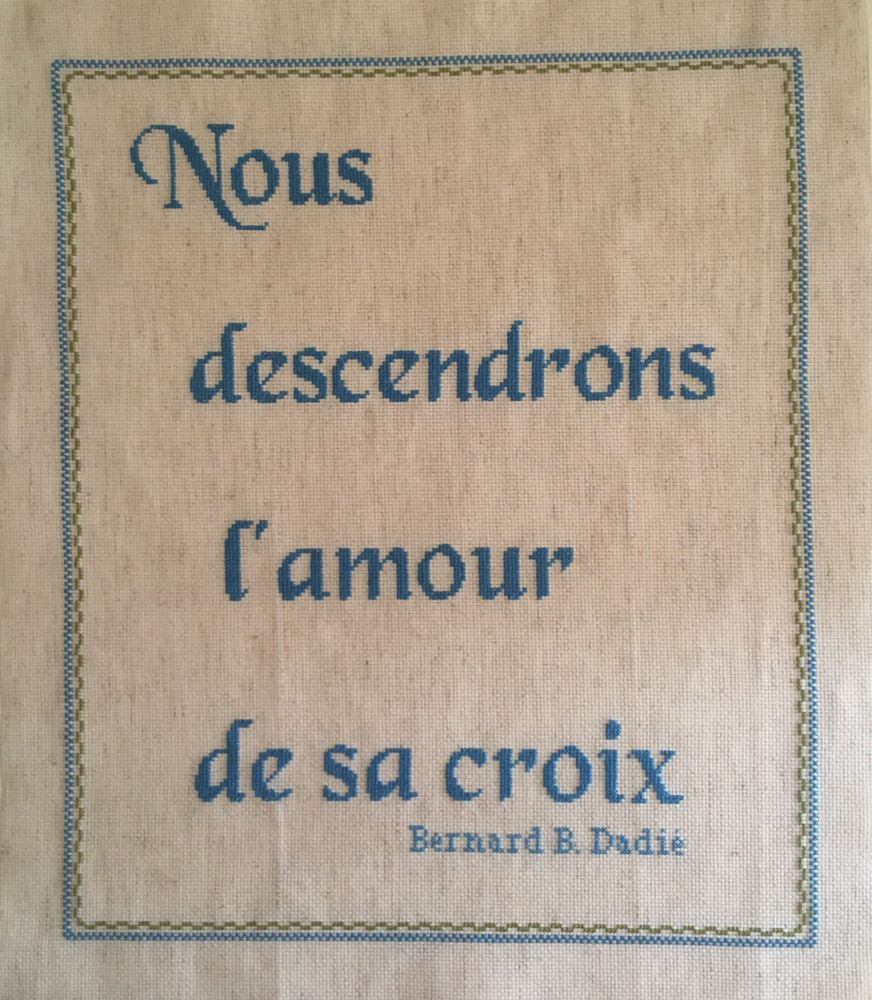 Nous
descendrons
l'amour
de sa croix
Bernard B. Dadié